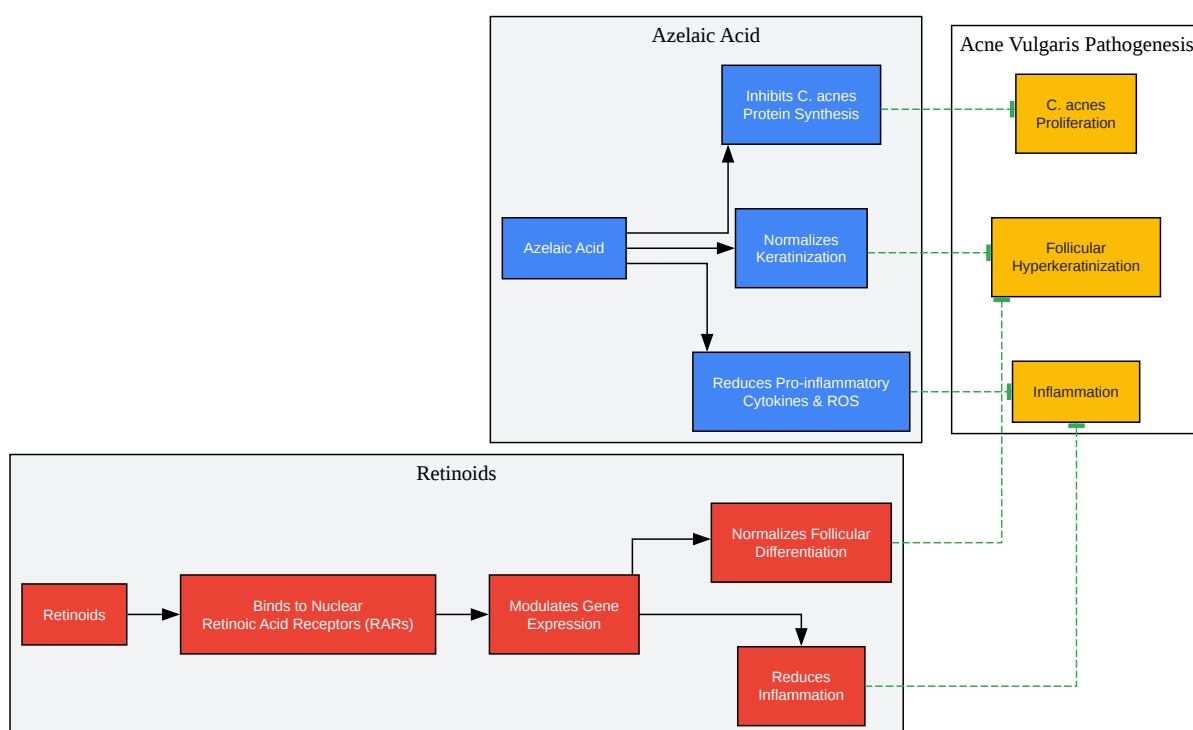 Azelaic Acid
Acne Vulgaris Pathogenesis
Inhibits C. acnes
Protein Synthesis
C. acnes
Proliferation
Azelaic Acid
Normalizes
Keratinization
Follicular
Hyperkeratinization
Reduces Pro-inflammatory
Cytokines & ROS
Inflammation
Retinoids
Retinoids
Binds to Nuclear
Retinoic Acid Receptors (RARs)
Modulates Gene
Expression
Normalizes Follicular
Differentiation
Reduces
Inflammation